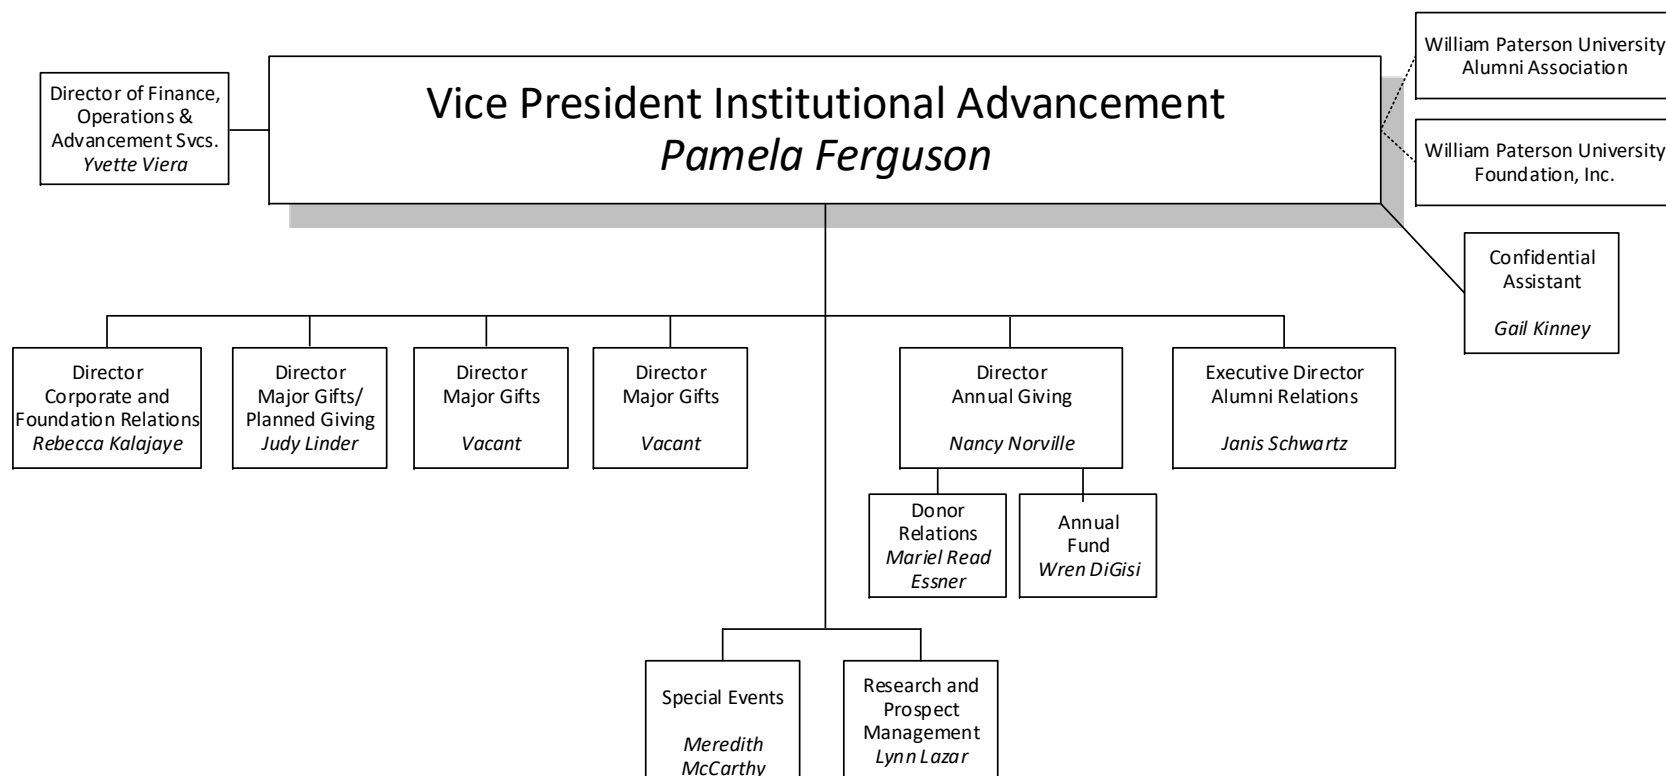 William Paterson University
Alumni Association
Director of Finance,
Operations &
Advancement Svcs.
Yvette Viera
Vice President Institutional Advancement
Pamela Ferguson
William Paterson University
Foundation, Inc.
Confidential
Assistant
Gail Kinney
Director
Corporate and
Foundation Relations
Rebecca Kalajaye
Director
Major Gifts/
Planned Giving
Judy Linder
Director
Major Gifts
Vacant
Director
Major Gifts
Vacant
Director
Annual Giving
Nancy Norville
Executive Director
Alumni Relations
Janis Schwartz
Donor
Relations
Mariel Read
Essner
Annual
Fund
Wren DiGisi
Special Events
Meredith
McCarthy
Research and
Prospect
Management
Lynn Lazar